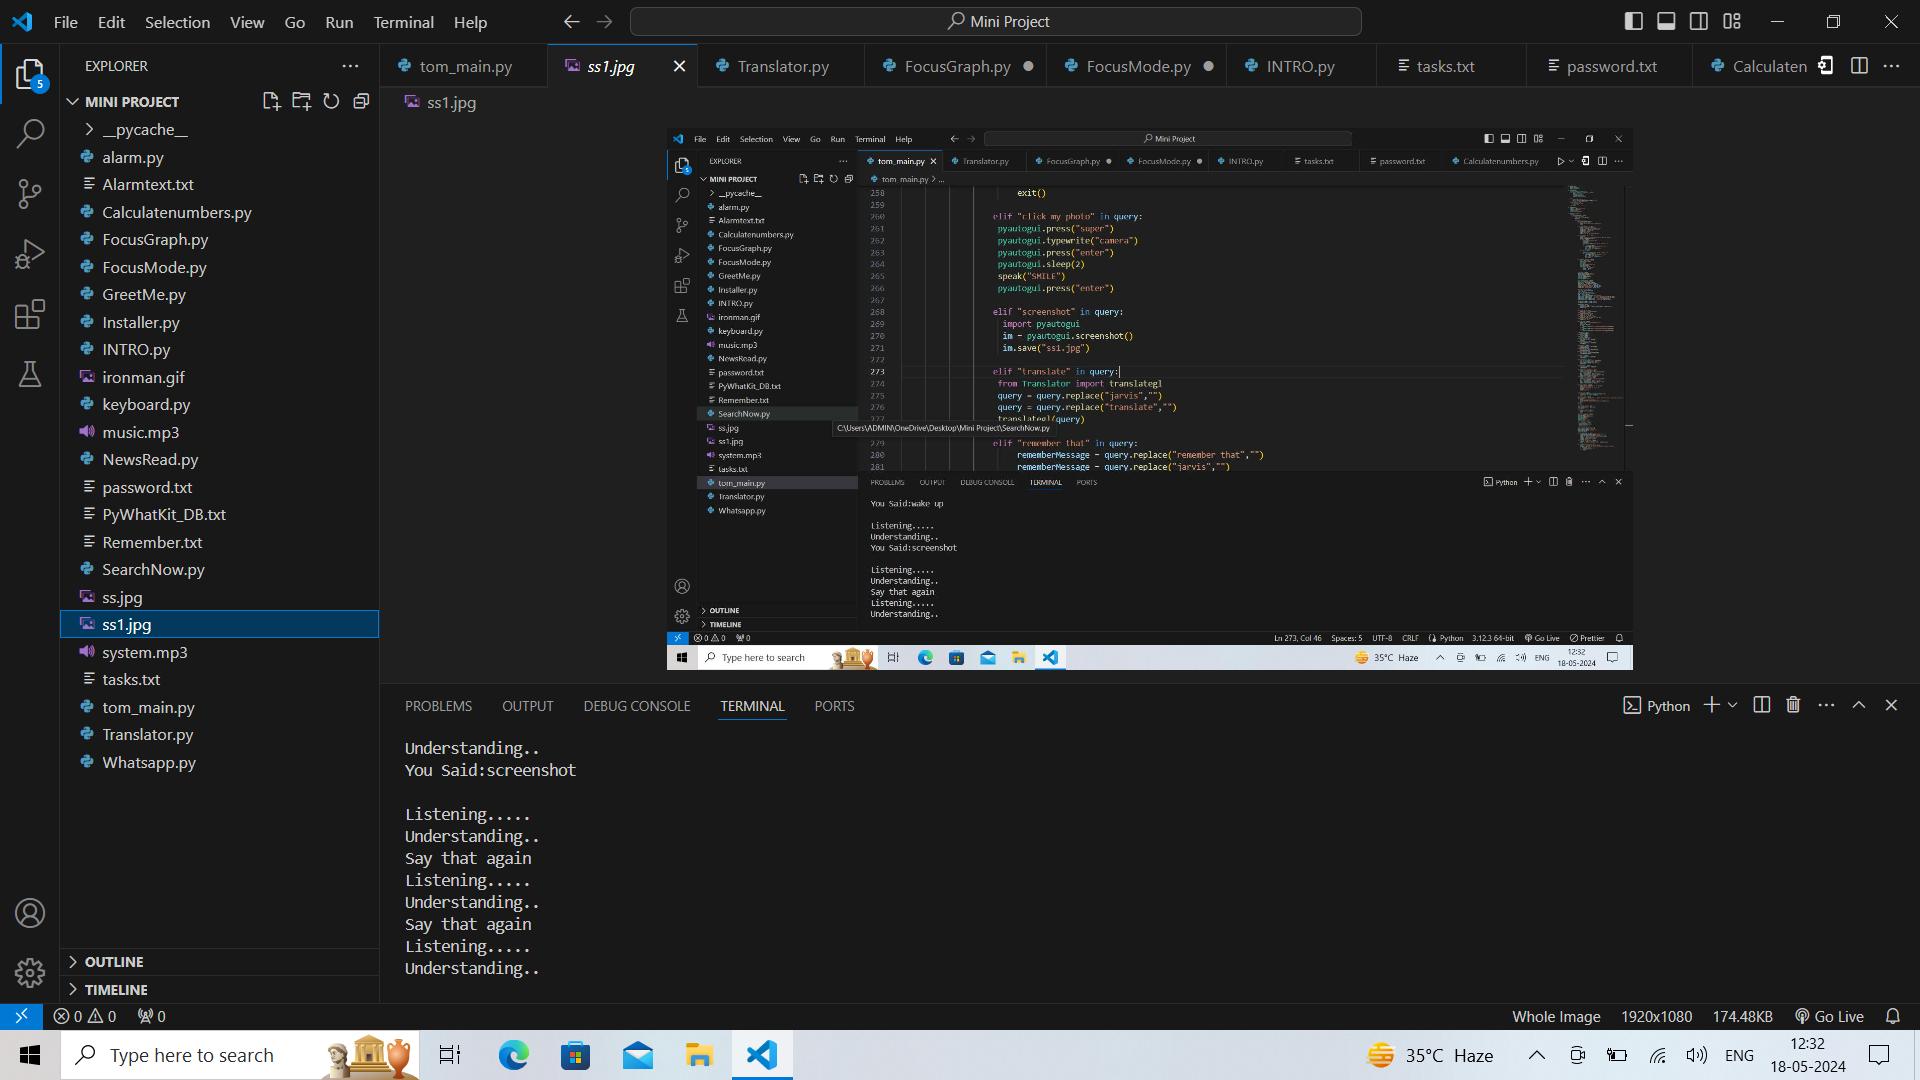 File Edit Selection View Go Run Terminal Help
Mini Project
EXPLORER
MINI PROJECT
__pycache__
alarm.py
Alarmtext.txt
Calculatenumbers.py
FocusGraph.py
FocusMode.py
GreetMe.py
Installer.py
INTRO.py
ironman.gif
keyboard.py
music.mp3
NewsRead.py
password.txt
PyWhatKit_DB.txt
Remember.txt
SearchNow.py
ss.jpg
ss1.jpg
system.mp3
tasks.txt
tom_main.py
Translator.py
Whatsapp.py
OUTLINE
TIMELINE
5
tom_main.py ss1.jpg Translator.py FocusGraph.py FocusMode.py INTRO.py tasks.txt password.txt Calculaten
ss1.jpg
File Edit Selection View Go Run Terminal Help
Mini Project
EXPLORER
MINI PROJECT
__pycache__
alarm.py
Alarmtext.txt
Calculatenumbers.py
FocusGraph.py
FocusMode.py
GreetMe.py
Installer.py
INTRO.py
ironman.gif
keyboard.py
music.mp3
NewsRead.py
password.txt
PyWhatKit_DB.txt
Remember.txt
SearchNow.py
ss.jpg
ss1.jpg
system.mp3
tasks.txt
tom_main.py
Translator.py
Whatsapp.py
OUTLINE
TIMELINE
tom_main.py Translator.py FocusGraph.py FocusMode.py INTRO.py tasks.txt password.txt Calculatenumbers.py
tom_main.py > ...
258 exit()
259
260 elif "click my photo" in query:
261 pyautogui.press("super")
262 pyautogui.typewrite("camera")
263 pyautogui.press("enter")
264 pyautogui.sleep(2)
265 speak("SMILE")
266 pyautogui.press("enter")
267
268 elif "screenshot" in query:
269 import pyautogui
270 im = pyautogui.screenshot()
271 im.save("ss1.jpg")
272
273 elif "translate" in query:
274 from Translator import translategl
275 query = query.replace("jarvis","")
276 query = query.replace("translate","")
277 translategl(query)
C:\Users\ADMIN\OneDrive\Desktop\Mini Project\SearchNow.py
279 elif "remember that" in query:
280 rememberMessage = query.replace("remember that","")
281 rememberMessage = query.replace("jarvis","")
PROBLEMS OUTPUT DEBUG CONSOLE TERMINAL PORTS
Python
You Said:wake up
Listening.....
Understanding..
You Said:screenshot
Listening.....
Understanding..
Say that again
Listening.....
Understanding..
0 0 0
Ln 273, Col 46 Spaces: 5 UTF-8 CRLF Python 3.12.3 64-bit Go Live Prettier
Type here to search
35°C Haze
ENG
12:32
18-05-2024
PROBLEMS OUTPUT DEBUG CONSOLE TERMINAL PORTS
Python
Understanding..
You Said:screenshot
Listening.....
Understanding..
Say that again
Listening.....
Understanding..
Say that again
Listening.....
Understanding..
0 0 0
Whole Image 1920x1080 174.48KB Go Live
Type here to search
35°C Haze
ENG
12:32
18-05-2024